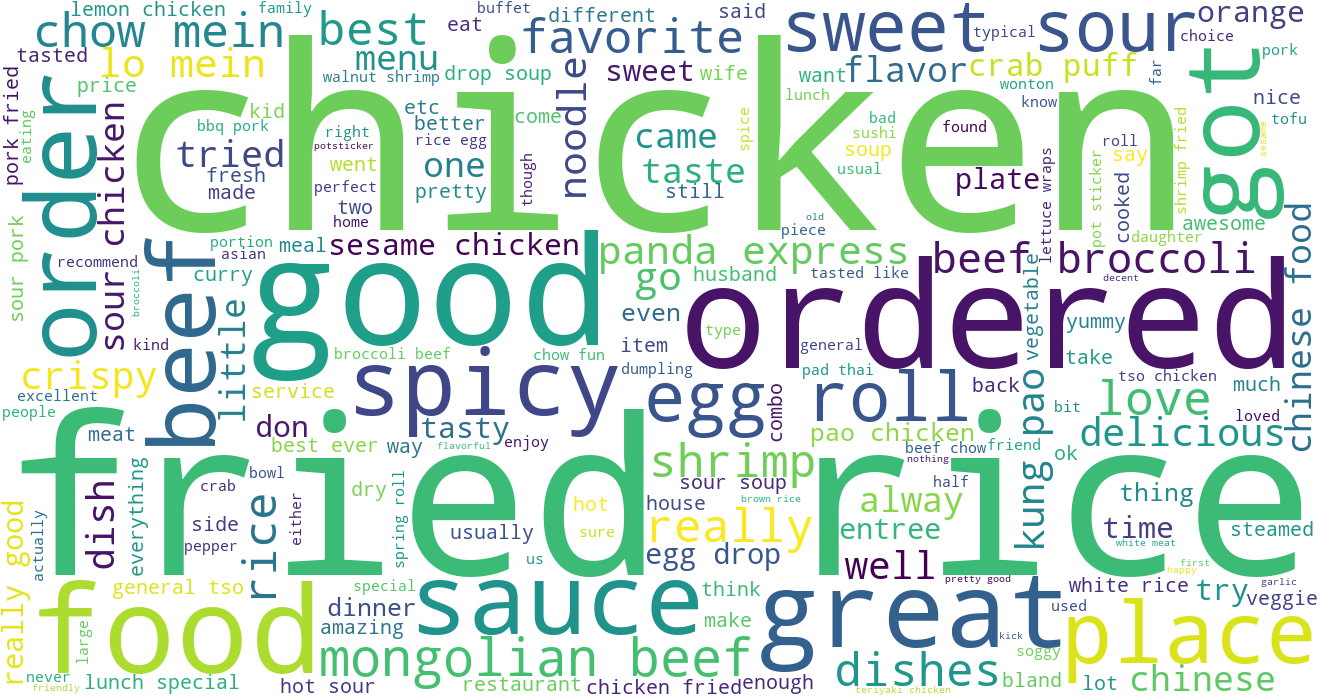 lemon chicken
family
buffet
different
said
sweet sour
typical
orange
choice
chow mein
best
eat
favorite
tasted
lo mein
menu
drop soup
sweet
wife
want
flavor
crab puff
far
pork
price
walnut shrimp
noodle
lunch
wonton
know
nice
got
order
chicken
kid
etc
come
bad
found
tofu
pork fried
eating
sour chicken
bbq pork
right
better
came
spice
sushi
roll
shrimp fried
sesame
tried
potsticker
rice egg
one
taste
soup
say
fresh
went
though
usual
plate
lettuce wraps
pot sticker
cooked
made
perfect
pretty
still
two
home
old
piece
awesome
sour pork
beef
portion
meal
sesame chicken
panda express
beef broccoli
daughter
chinese food
asian
recommend
curry
good
go
husband
tasted like
decent
broccoli
little
ordered
vegetable
even
type
general
yummy
kind
item
crispy
broccoli beef
chow fun
dumpling
pad thai
take
tso chicken
excellent
service
spicy
egg roll
back
kung pao
love
much
people
combo
bit
loved
meat
don
tasty
enjoy
pao chicken
delicious
best ever
way
flavorful
beef chow
friend
ok
fried rice
everything
bowl
shrimp
nothing
dish
crab
rice
either
dry
spring roll
sour soup
half
thing
hot
house
brown rice
alway
side
usually
sure
really
entree
time
steamed
actually
pepper
us
egg drop
well
white meat
really good
first
happy
food
general tso
special
sauce
think
great
pretty good
white rice
try
garlic
veggie
large
dinner
make
used
place
amazing
mongolian beef
kick
soggy
dishes
never
friendly
lunch special
hot sour
restaurant
chicken fried
enough
teriyaki chicken
bland
lot
chinese